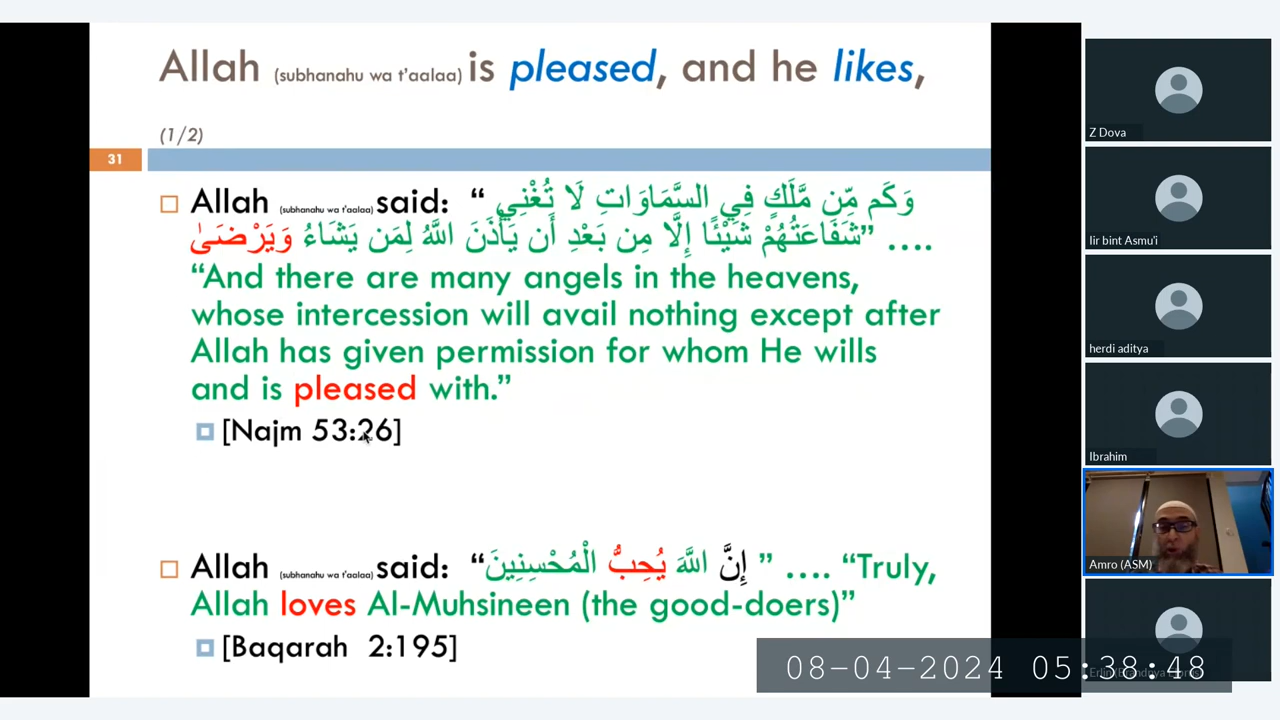 Allah (subhanahu wa t'aalaa) is pleased, and he likes,
(1/2)
31
Allah (subhanahu wa t'aalaa) said: “ وَكَم مِّن مَّلَكٍ فِي السَّمَاوَاتِ لَا تُغْنِي
شَفَاعَتُهُمْ شَيْئًا إِلَّا مِن بَعْدِ أَن يَأْذَنَ اللَّهُ لِمَن يَشَاءُ وَيَرْضَىٰ ” ....
“And there are many angels in the heavens,
whose intercession will avail nothing except after
Allah has given permission for whom He wills
and is pleased with.”
[Najm 53:26]
Allah (subhanahu wa t'aalaa) said: “ إِنَّ اللَّهَ يُحِبُّ الْمُحْسِنِينَ ” .... “Truly,
Allah loves Al-Muhsineen (the good-doers)”
[Baqarah 2:195]
Z Dova
Iir bint Asmu'i
herdi aditya
Ibrahim
Amro (ASM)
08-04-2024 05:38:48